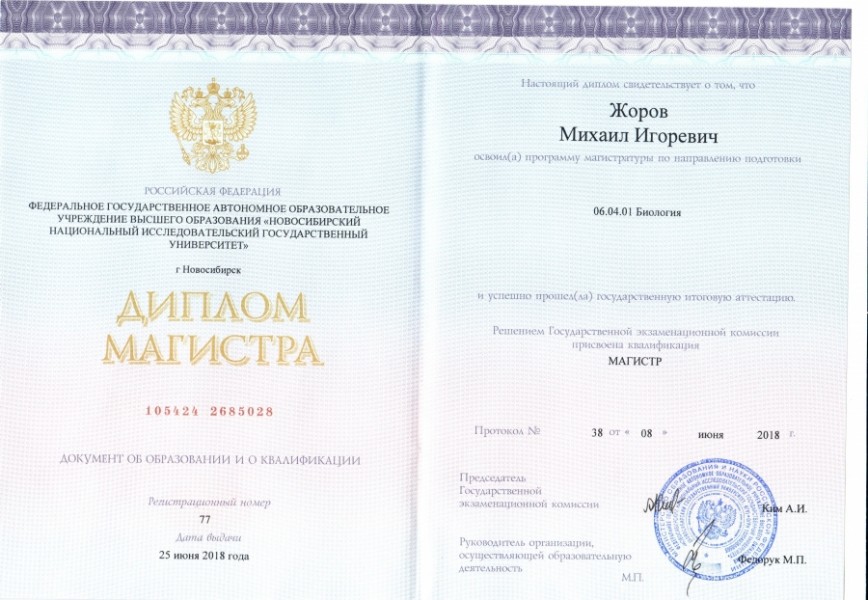 РОССИЙСКАЯ ФЕДЕРАЦИЯ
ФЕДЕРАЛЬНОЕ ГОСУДАРСТВЕННОЕ АВТОНОМНОЕ ОБРАЗОВАТЕЛЬНОЕ
УЧРЕЖДЕНИЕ ВЫСШЕГО ОБРАЗОВАНИЯ «НОВОСИБИРСКИЙ
НАЦИОНАЛЬНЫЙ ИССЛЕДОВАТЕЛЬСКИЙ ГОСУДАРСТВЕННЫЙ
УНИВЕРСИТЕТ»
г Новосибирск
ДИПЛОМ
МАГИСТРА
105424 2685028
ДОКУМЕНТ ОБ ОБРАЗОВАНИИ И О КВАЛИФИКАЦИИ
Регистрационный номер
77
Дата выдачи
25 июня 2018 года
Настоящий диплом свидетельствует о том, что
Жоров
Михаил Игоревич
освоил(а) программу магистратуры по направлению подготовки
06.04.01 Биология
и успешно прошел(ла) государственную итоговую аттестацию.
Решением Государственной экзаменационной комиссии
присвоена квалификация
МАГИСТР
Протокол № 38 от « 08 » июня 2018 г.
Председатель
Государственной
экзаменационной комиссии
Ким А.И.
Руководитель организации,
осуществляющей образовательную
деятельность
Федорук М.П.
М.П.